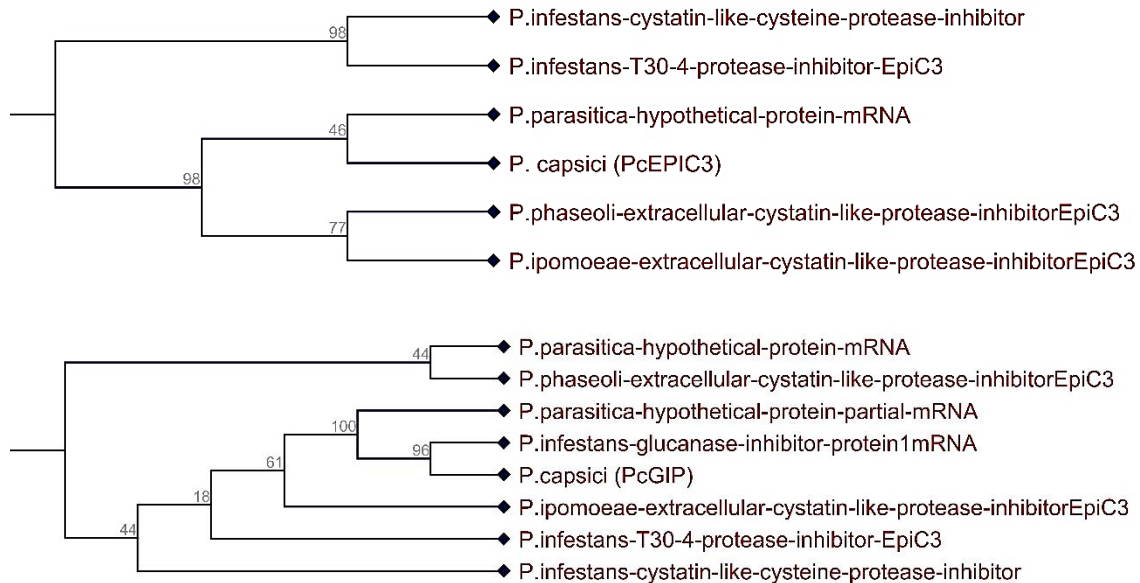 98
P.infestans-cystatin-like-cysteine-protease-inhibitor
P.infestans-T30-4-protease-inhibitor-EpiC3
98
46
P.parasitica-hypothetical-protein-mRNA
P. capsici (PcEPIC3)
77
P.phaseoli-extracellular-cystatin-like-protease-inhibitorEpiC3
P.ipomoeae-extracellular-cystatin-like-protease-inhibitorEpiC3
44
P.parasitica-hypothetical-protein-mRNA
P.phaseoli-extracellular-cystatin-like-protease-inhibitorEpiC3
44
18
61
100
P.parasitica-hypothetical-protein-partial-mRNA
96
P.infestans-glucanase-inhibitor-protein1mRNA
P.capsici (PcGIP)
P.ipomoeae-extracellular-cystatin-like-protease-inhibitorEpiC3
P.infestans-T30-4-protease-inhibitor-EpiC3
P.infestans-cystatin-like-cysteine-protease-inhibitor